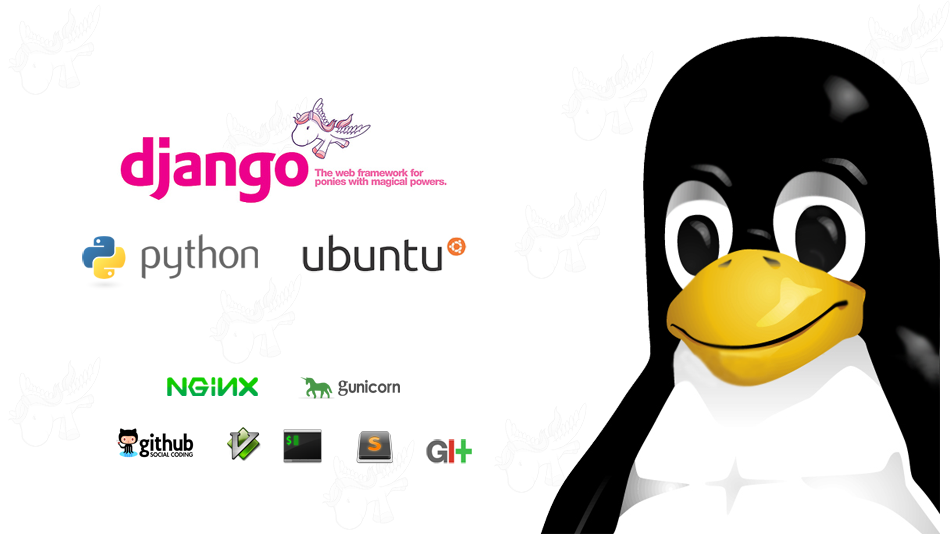 django
The web framework for
ponies with magical powers.
python
ubuntu
NGiNX
gunicorn
github
SOCIAL CODING
V
$
S
GIt